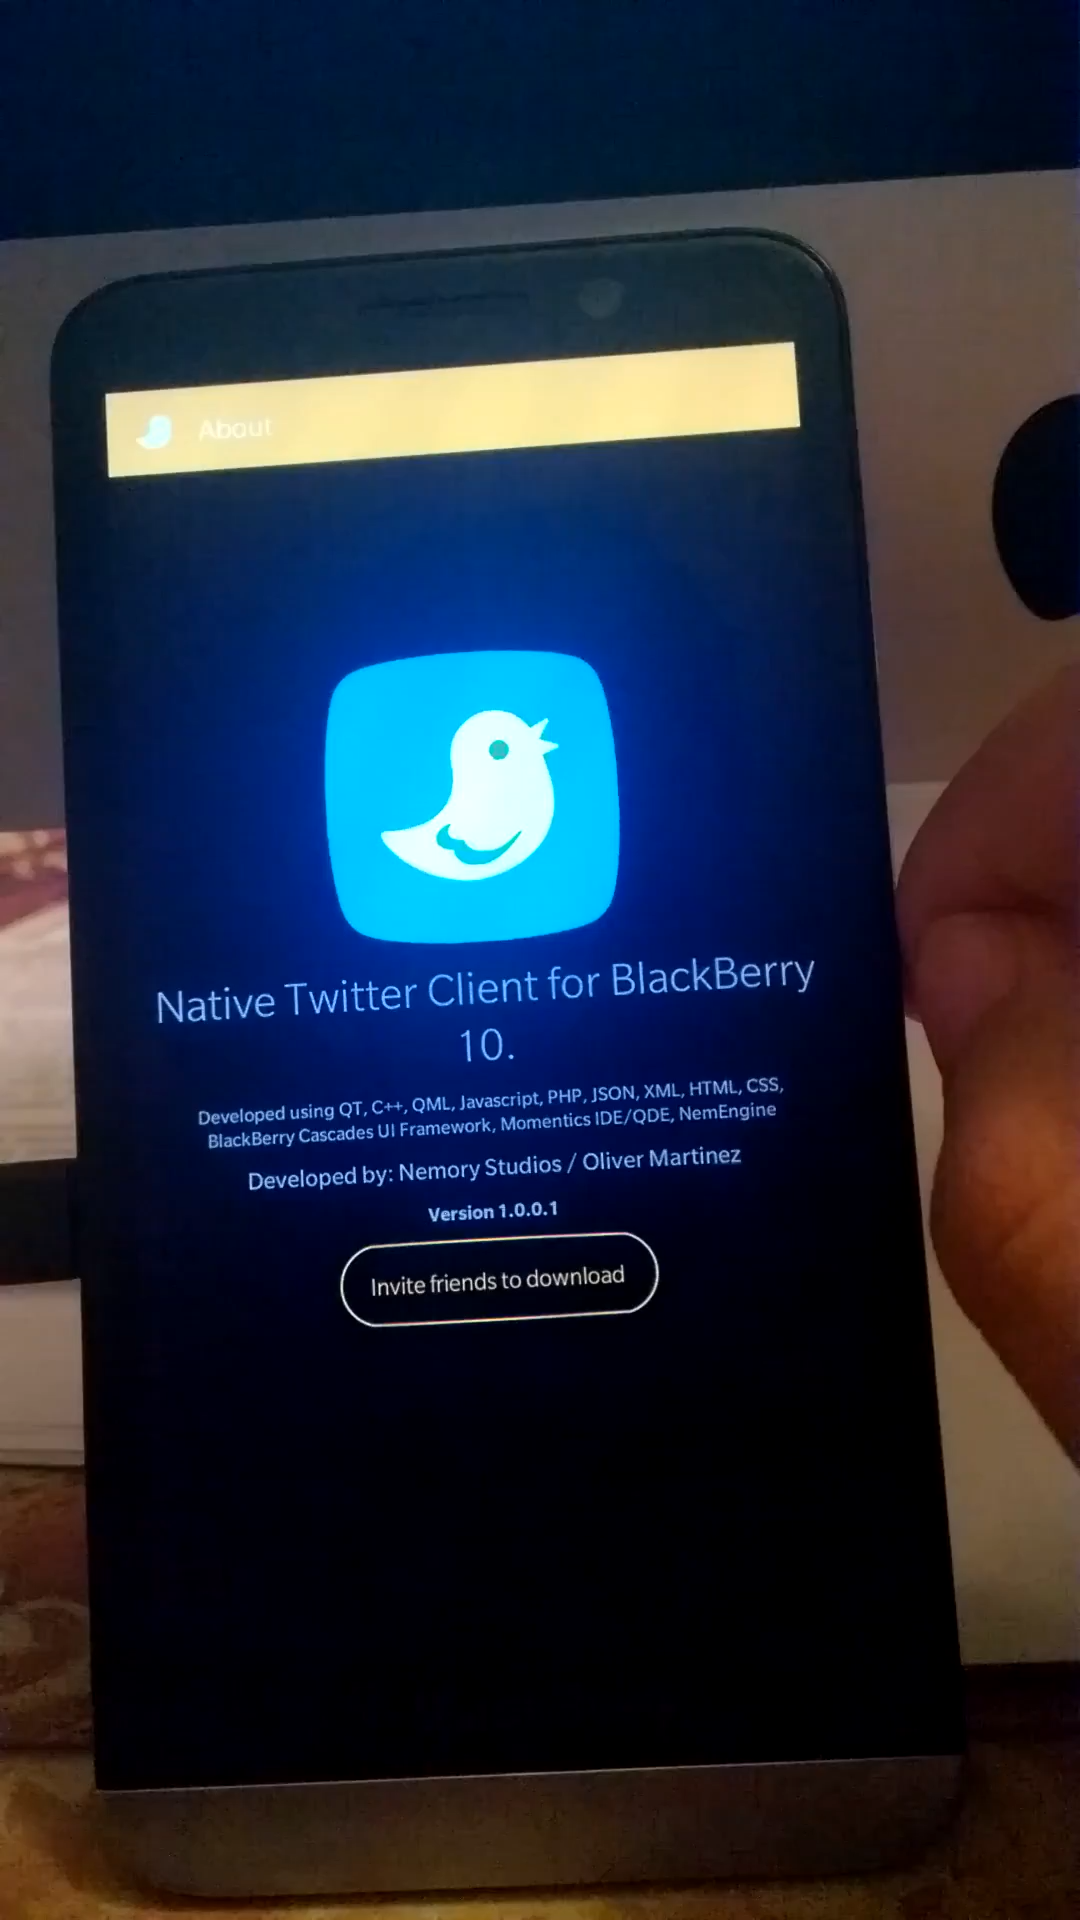 About
Native Twitter Client for BlackBerry
10.
Developed using QT, C++, QML, Javascript, PHP, JSON, XML, HTML, CSS,
BlackBerry Cascades UI Framework, Momentics IDE/QDE, NemEngine
Developed by: Nemory Studios / Oliver Martinez
Version 1.0.0.1
Invite friends to download